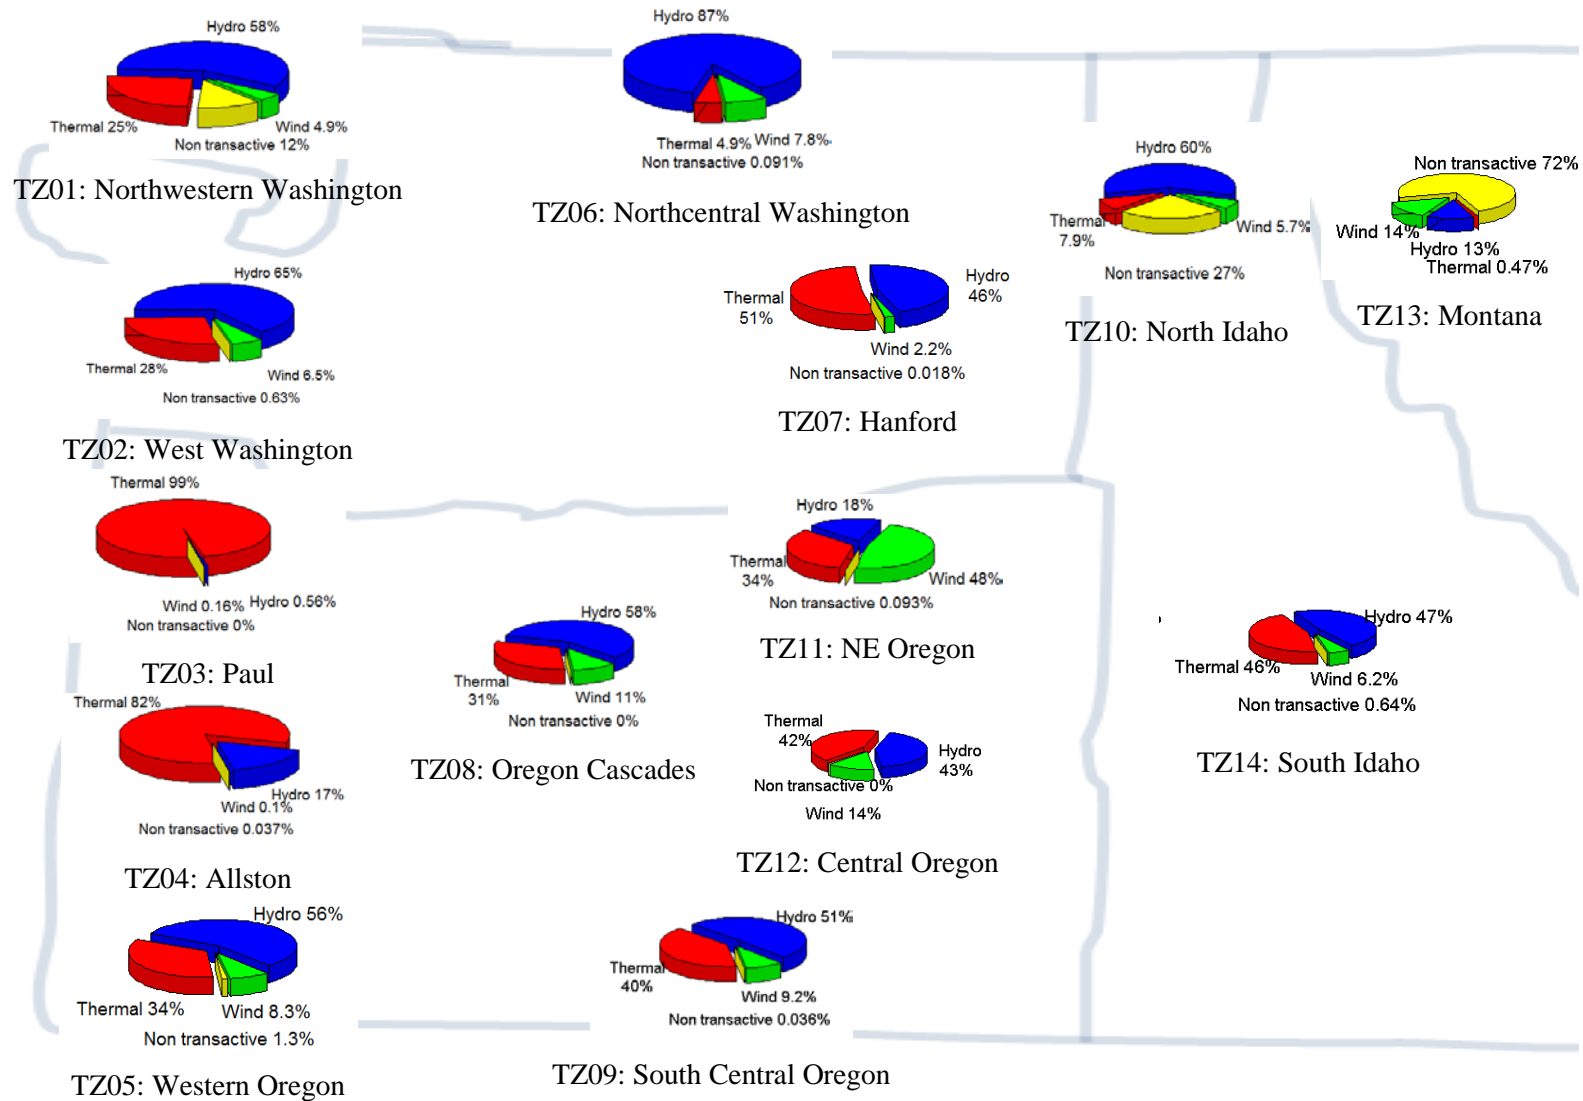 Hydro 58%
Thermal 25%
Wind 4.9%
Non transactive 12%
TZ01: Northwestern Washington
Hydro 87%
Thermal 4.9% Wind 7.8%
Non transactive 0.091%
TZ06: Northcentral Washington
Hydro 60%
Thermal
7.9%
Wind 5.7%
Non transactive 27%
TZ10: North Idaho
Non transactive 72%
Wind 14%
Hydro 13%
Thermal 0.47%
TZ13: Montana
Hydro 65%
Thermal 28%
Wind 6.5%
Non transactive 0.63%
TZ02: West Washington
Thermal
51%
Hydro
46%
Wind 2.2%
Non transactive 0.018%
TZ07: Hanford
Thermal 99%
Wind 0.16% Hydro 0.56%
Non transactive 0%
TZ03: Paul
Hydro 58%
Thermal
31%
Wind 11%
Non transactive 0%
TZ08: Oregon Cascades
Hydro 18%
Thermal
34%
Wind 48%
Non transactive 0.093%
TZ11: NE Oregon
Hydro 47%
Thermal 46%
Wind 6.2%
Non transactive 0.64%
TZ14: South Idaho
Thermal 82%
Hydro 17%
Wind 0.1%
Non transactive 0.037%
TZ04: Allston
Thermal
42%
Hydro
43%
Non transactive 0%
Wind 14%
TZ12: Central Oregon
Hydro 56%
Thermal 34%
Wind 8.3%
Non transactive 1.3%
TZ05: Western Oregon
Hydro 51%
Thermal
40%
Wind 9.2%
Non transactive 0.036%
TZ09: South Central Oregon